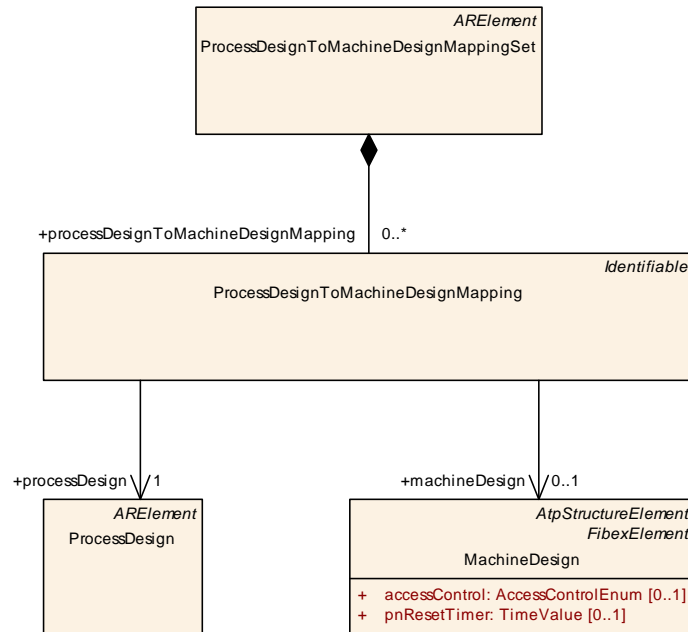 ARElement
ProcessDesignToMachineDesignMappingSet
+processDesignToMachineDesignMapping 0..*
Identifiable
ProcessDesignToMachineDesignMapping
+processDesign 1
+machineDesign 0..1
ARElement
ProcessDesign
AtpStructureElement
FibexElement
MachineDesign
+ accessControl: AccessControlEnum [0..1]
+ pnResetTimer: TimeValue [0..1]